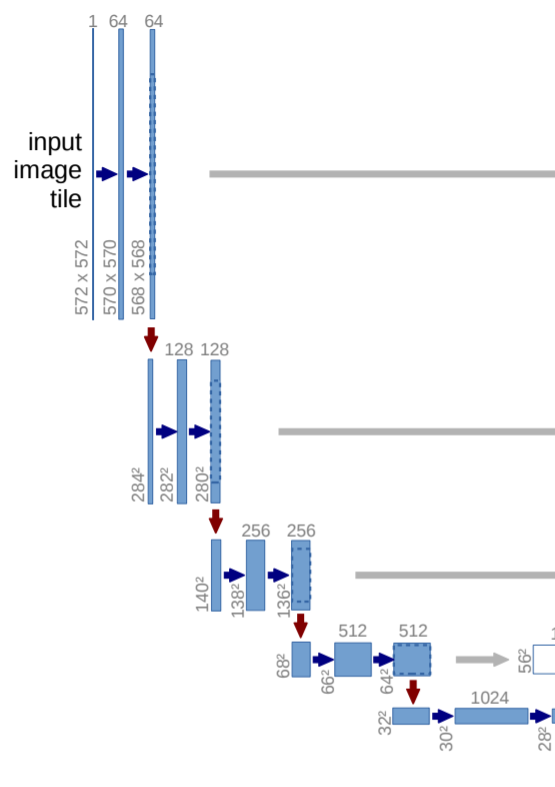 1 64 64
input
image
tile
572 x 572
570 x 570
568 x 568
128 128
284²
282²
280²
256 256
140²
138²
136²
512 512
1
68²
66²
64²
56²
1024
32²
30²
28²